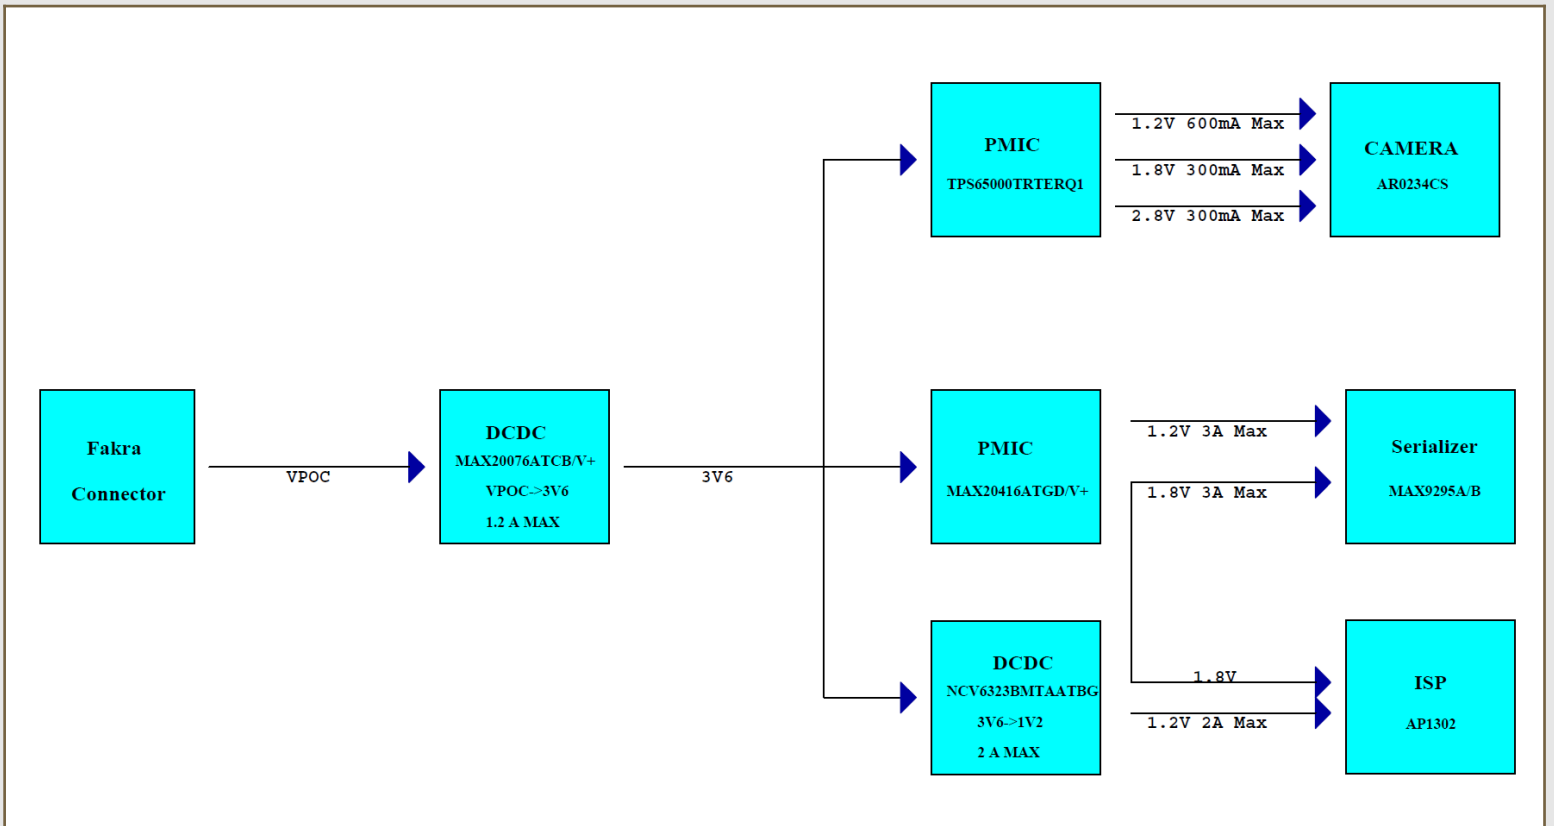 PMIC
TPS65000TRTERQ1
1.2V 600mA Max
1.8V 300mA Max
2.8V 300mA Max
CAMERA
AR0234CS
Fakra
Connector
VPOC
DCDC
MAX20076ATCB/V+
VPOC->3V6
1.2 A MAX
3V6
PMIC
MAX20416ATGD/V+
1.2V 3A Max
1.8V 3A Max
Serializer
MAX9295A/B
DCDC
NCV6323BMTAATBG
3V6->1V2
2 A MAX
1.8V
1.2V 2A Max
ISP
AP1302